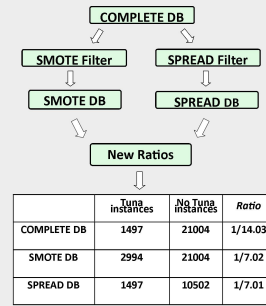 COMPLETE DB
SMOTE Filter SPREAD Filter
SMOTE DB SPREAD DB
New Ratios
Tuna instances No Tuna instances Ratio
COMPLETE DB 1497 21004 1/14.03
SMOTE DB 2994 21004 1/7.02
SPREAD DB 1497 10502 1/7.01